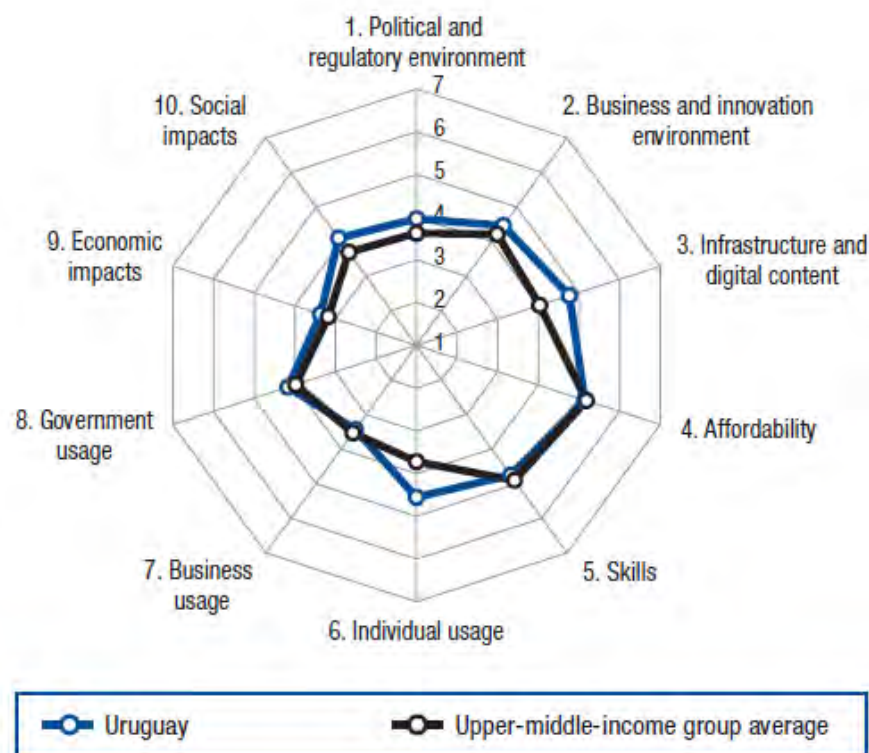 1. Political and
regulatory environment
7
6
5
4
3
2
1
2. Business and innovation
environment
3. Infrastructure and
digital content
4. Affordability
5. Skills
6. Individual usage
7. Business
usage
8. Government
usage
9. Economic
impacts
10. Social
impacts
Uruguay
Upper-middle-income group average